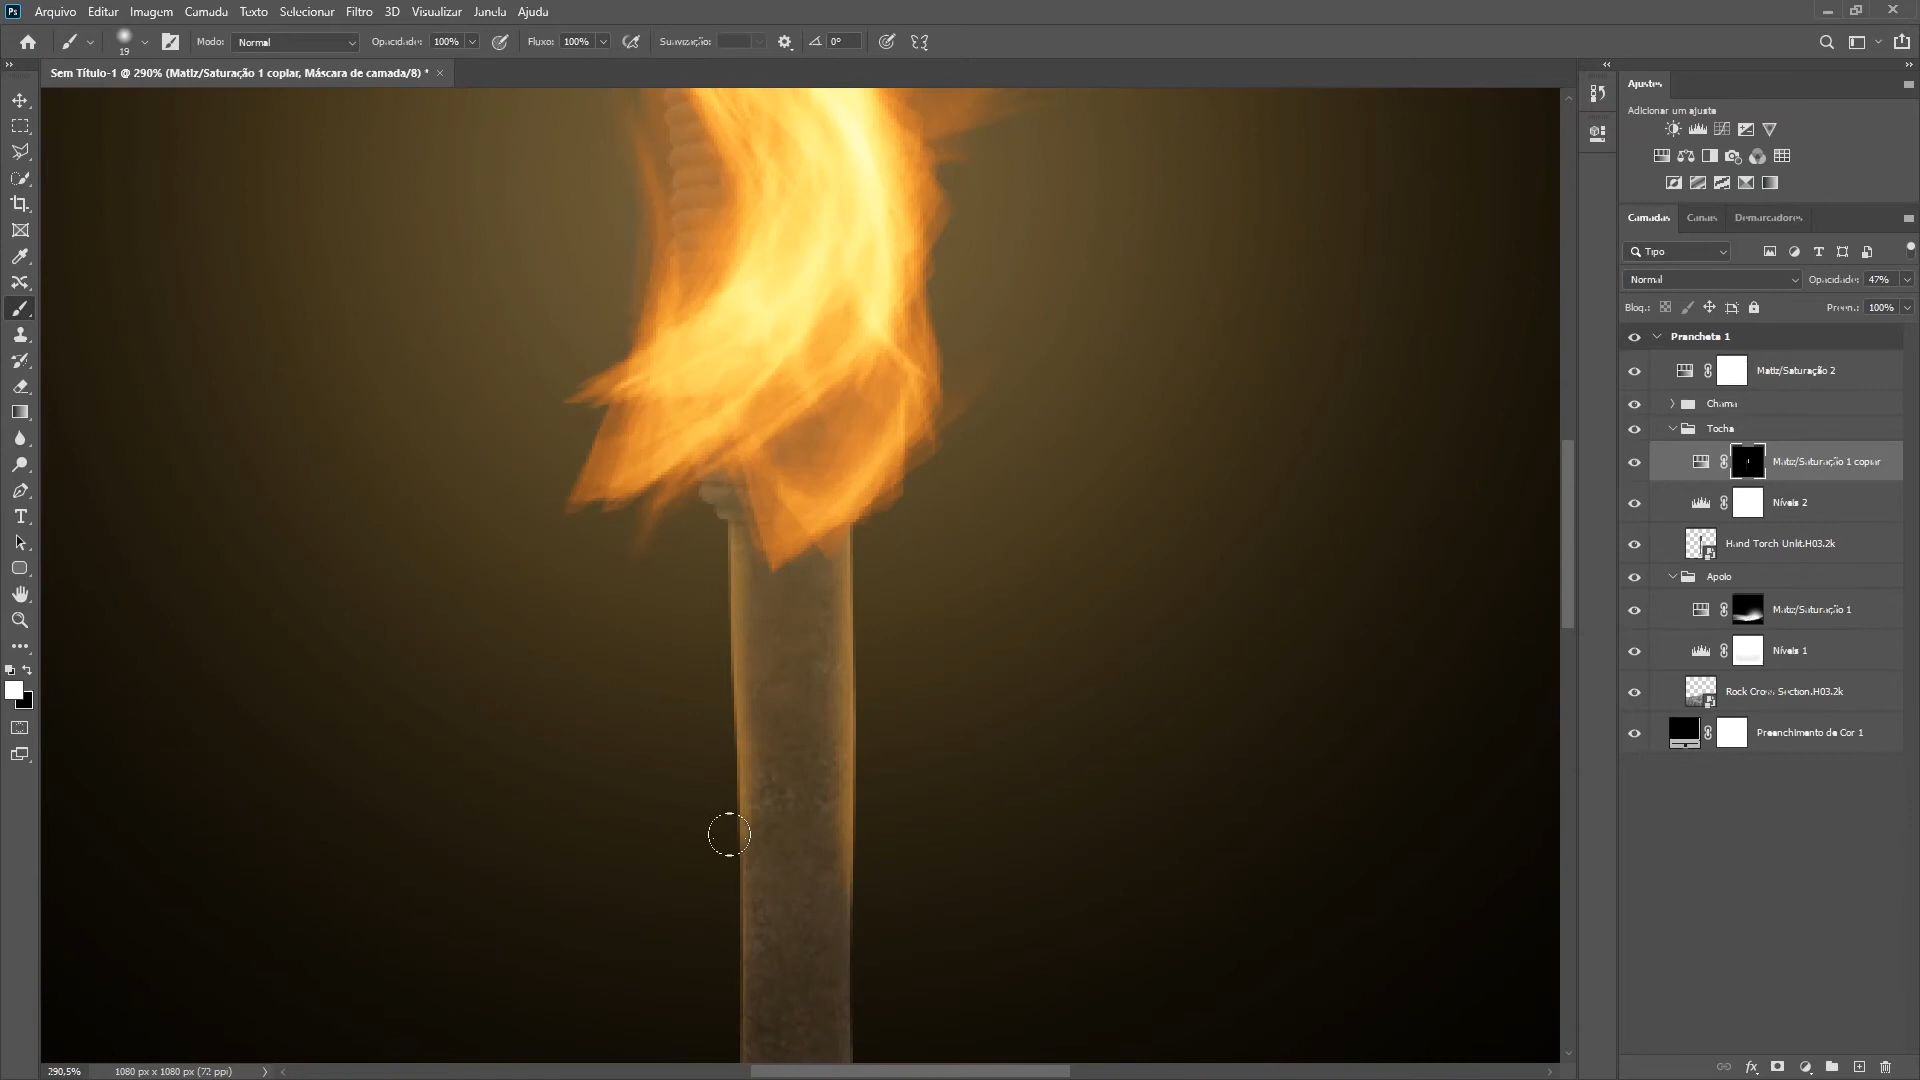 Ps Arquivo Editar Imagem Camada Texto Selecionar Filtro 3D Visualizar Janela Ajuda
19 Modo: Normal Opacidade: 100% Fluxo: 100% Suavização: 0°
Sem Título-1 @ 290% (Matiz/Saturação 1 copiar, Máscara de camada/8) * ×
Ajustes
Adicionar um ajuste
Camadas Canais Demarcadores
Tipo
Normal Opacidade: 47%
Bloq.: Preen.: 100%
Prancheta 1
Matiz/Saturação 2
Chama
Tocha
Matiz/Saturação 1 copiar
Níveis 2
Hand Torch Unlit.H03.2k
Apoio
Matiz/Saturação 1
Níveis 1
Rock Cross Section.H03.2k
Preenchimento de Cor 1
290,5% 1080 px x 1080 px (72 ppi)
fx